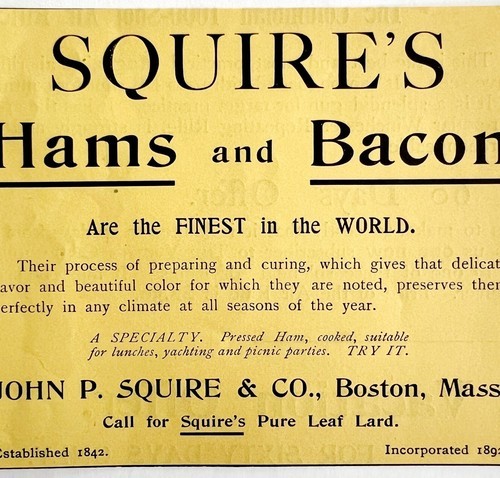 SQUIRE'S
Hams and Bacon
Are the FINEST in the WORLD.
Their process of preparing and curing, which gives that delicat
avor and beautiful color for which they are noted, preserves them
erfectly in any climate at all seasons of the year.
A SPECIALTY. Pressed Ham, cooked, suitable
for lunches, yachting and picnic parties. TRY IT.
JOHN P. SQUIRE & CO., Boston, Mass
Call for Squire's Pure Leaf Lard.
Established 1842. Incorporated 1892